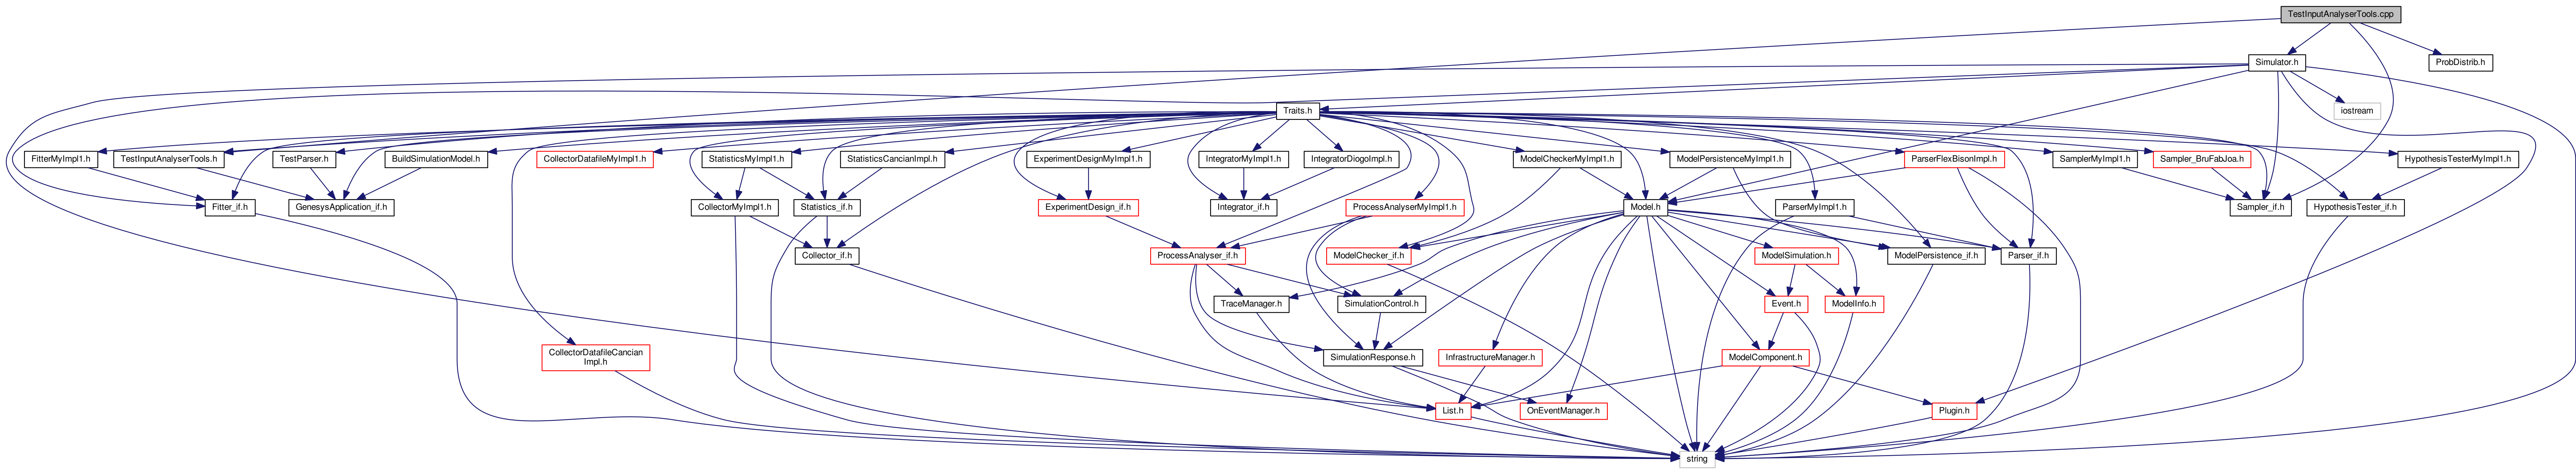 TestInputAnalyserTools.cpp
Simulator.h
ProbDistrib.h
Traits.h
iostream
FitterMyImpl1.h
TestInputAnalyserTools.h
TestParser.h
BuildSimulationModel.h
CollectorDatafileMyImpl1.h
StatisticsMyImpl1.h
StatisticsCancianImpl.h
ExperimentDesignMyImpl1.h
IntegratorMyImpl1.h
IntegratorDiogoImpl.h
ModelCheckerMyImpl1.h
ModelPersistenceMyImpl1.h
ParserFlexBisonImpl.h
SamplerMyImpl1.h
Sampler_BruFabJoa.h
HypothesisTesterMyImpl1.h
Fitter_if.h
GenesysApplication_if.h
CollectorMyImpl1.h
Statistics_if.h
ExperimentDesign_if.h
Integrator_if.h
ProcessAnalyserMyImpl1.h
Model.h
ParserMyImpl1.h
Sampler_if.h
HypothesisTester_if.h
Collector_if.h
ProcessAnalyser_if.h
ModelChecker_if.h
ModelSimulation.h
ModelPersistence_if.h
Parser_if.h
TraceManager.h
SimulationControl.h
Event.h
ModelInfo.h
CollectorDatafileCancian
Impl.h
SimulationResponse.h
InfrastructureManager.h
ModelComponent.h
List.h
OnEventManager.h
Plugin.h
string